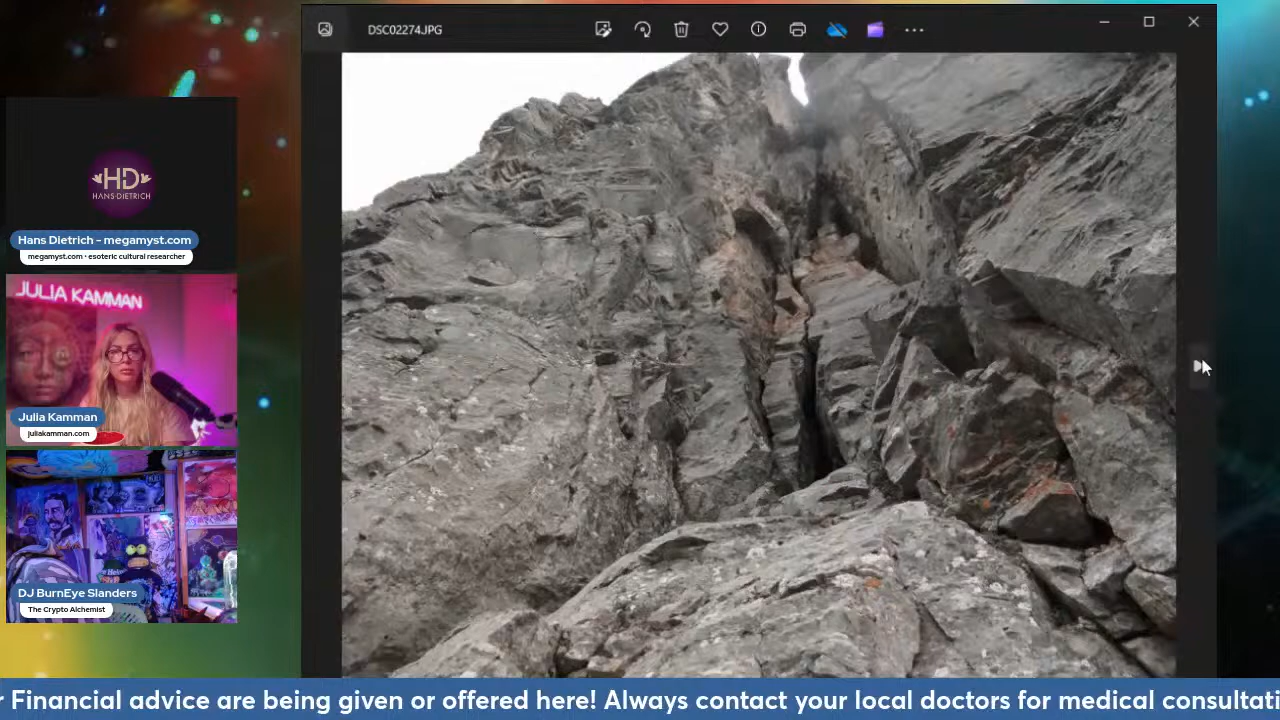 DSC02274.JPG
HD
HANS-DIETRICH
Hans Dietrich - megamyst.com
megamyst.com · esoteric cultural researcher
JULIA KAMMAN
Julia Kamman
juliakamman.com
DJ BurnEye Slanders
The Crypto Alchemist
r Financial advice are being given or offered here! Always contact your local doctors for medical consultati